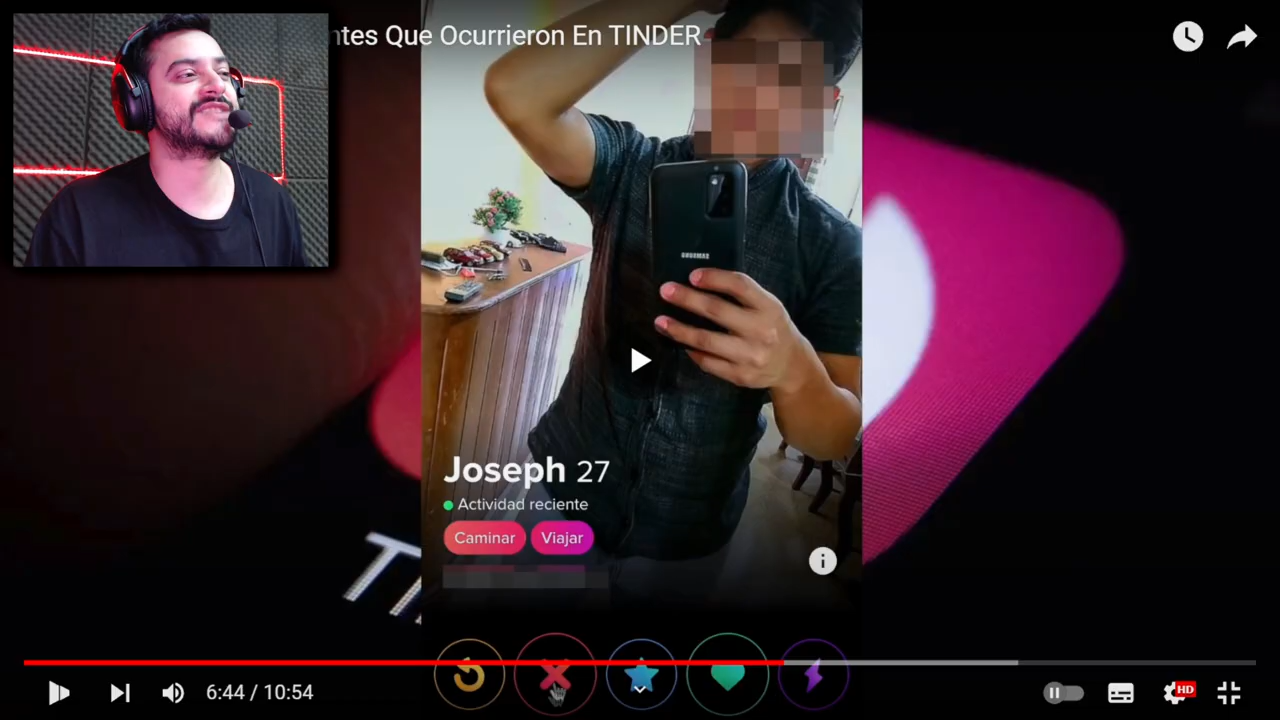 ntes Que Ocurrieron En TINDER
Joseph 27
Actividad reciente
Caminar Viajar
6:44 / 10:54
HD